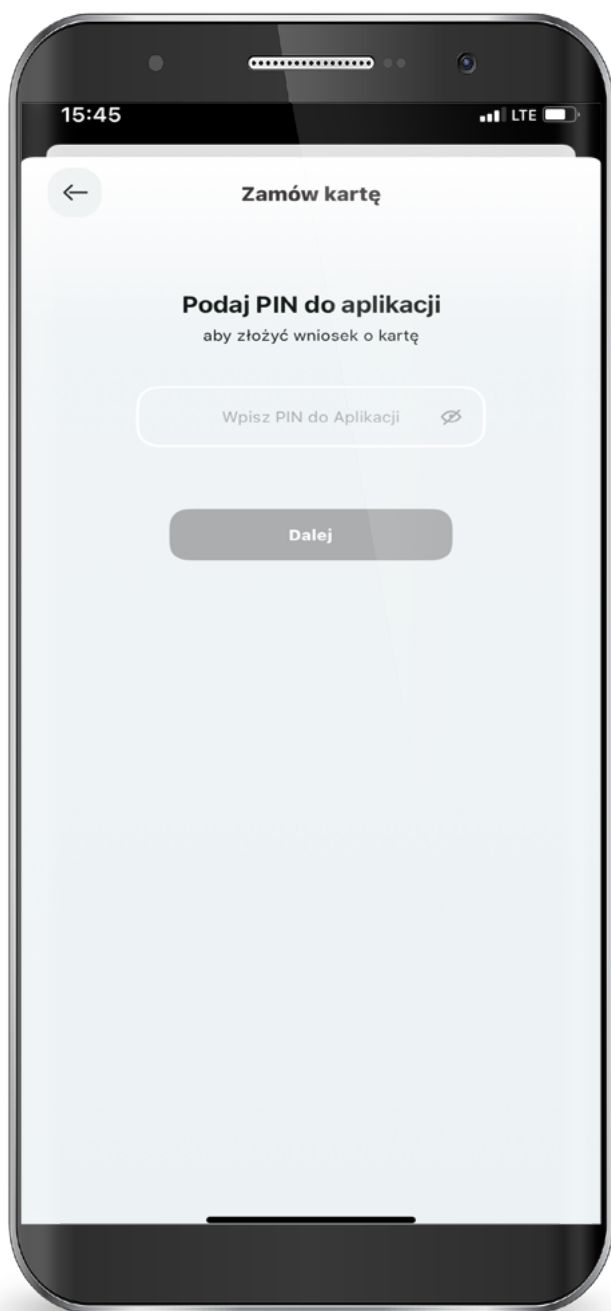 15:45
LTE
Zamów kartę
Podaj PIN do aplikacji
aby złożyć wniosek o kartę
Wpisz PIN do Aplikacji
Dalej